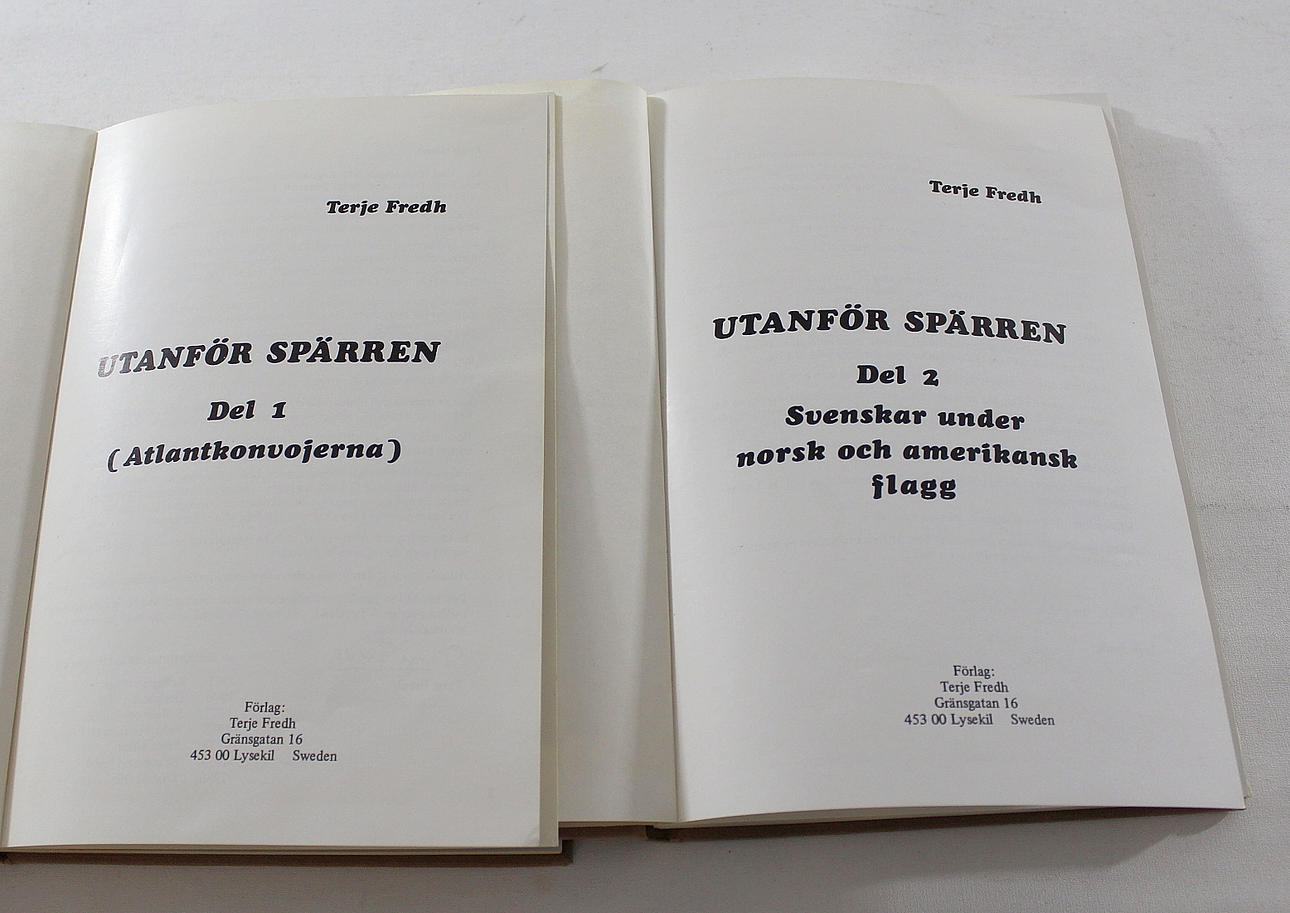 Terje Fredh
UTANFÖR SPÄRREN
Del 1
(Atlantkonvojerna)
Förlag:
Terje Fredh
Gränsgatan 16
453 00 Lysekil Sweden
Terje Fredh
UTANFÖR SPÄRREN
Del 2
Svenskar under
norsk och amerikansk
flagg
Förlag:
Terje Fredh
Gränsgatan 16
453 00 Lysekil Sweden